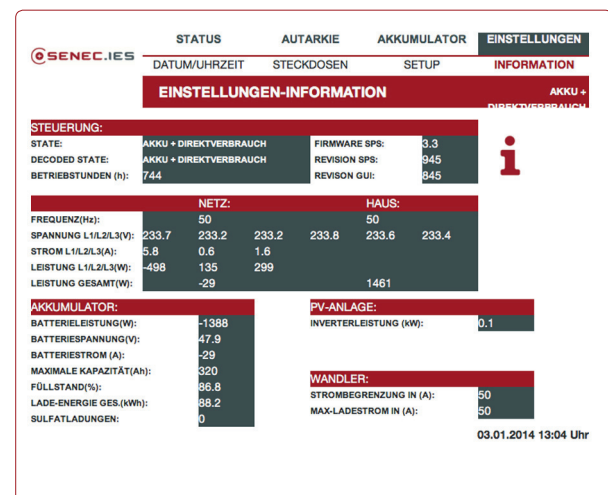 SENEC.IES
STATUS AUTARKIE AKKUMULATOR EINSTELLUNGEN
DATUM/UHRZEIT STECKDOSEN SETUP INFORMATION
EINSTELLUNGEN-INFORMATION AKKU +
DIREKTVERBRAUCH
STEUERUNG:
STATE: AKKU + DIREKTVERBRAUCH FIRMWARE SPS: 3.3
DECODED STATE: AKKU + DIREKTVERBRAUCH REVISION SPS: 945
BETRIEBSTUNDEN (h): 744 REVISON GUI: 845
NETZ: HAUS:
FREQUENZ(Hz): 50 50
SPANNUNG L1/L2/L3(V): 233.7 233.2 233.2 233.8 233.6 233.4
STROM L1/L2/L3(A): 5.8 0.6 1.6
LEISTUNG L1/L2/L3(W): -498 135 299
LEISTUNG GESAMT(W): -29 1461
AKKUMULATOR: PV-ANLAGE:
BATTERIELEISTUNG(W): -1388 INVERTERLEISTUNG (kW): 0.1
BATTERIESPANNUNG(V): 47.9
BATTERIESTROM (A): -29
MAXIMALE KAPAZITÄT(Ah): 320
FÜLLSTAND(%): 86.8 WANDLER:
LADE-ENERGIE GES.(kWh): 88.2 STROMBEGRENZUNG IN (A): 50
SULFATLADUNGEN: 0 MAX-LADESTROM IN (A): 50
03.01.2014 13:04 Uhr